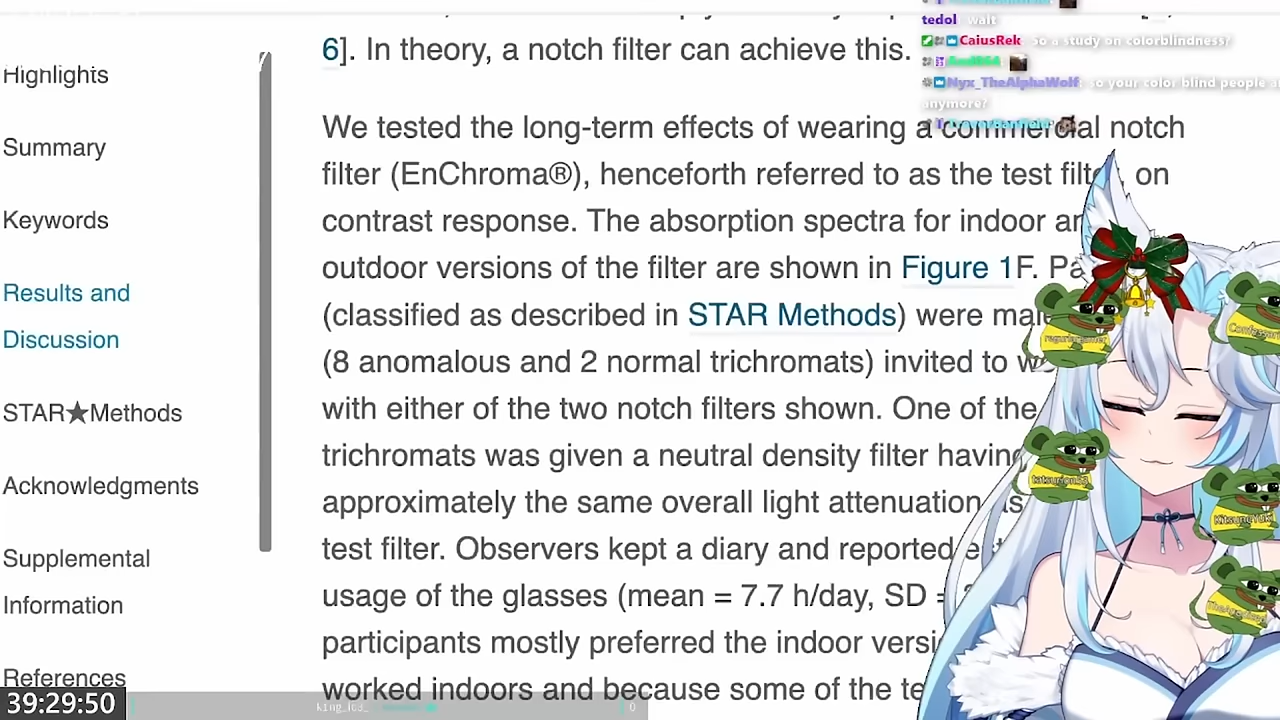 Highlights
Summary
Keywords
Results and
Discussion
STAR★Methods
Acknowledgments
Supplemental
Information
References
39:29:50
6]. In theory, a notch filter can achieve this.
We tested the long-term effects of wearing a commercial notch
filter (EnChroma®), henceforth referred to as the test filter, on
contrast response. The absorption spectra for indoor
outdoor versions of the filter are shown in Figure 1F.
(classified as described in STAR Methods) were
(8 anomalous and 2 normal trichromats) invited to
with either of the two notch filters shown. One of the
trichromats was given a neutral density filter having
approximately the same overall light attenuation as
test filter. Observers kept a diary and reported
usage of the glasses (mean = 7.7 h/day, SD =
participants mostly preferred the indoor
worked indoors and because some of the
tedol wait
CaiusRek So a study on colorblindness?
Nyx_TheAlphaWolf: so your color blind people
anymore?
KitsuneYuki
0